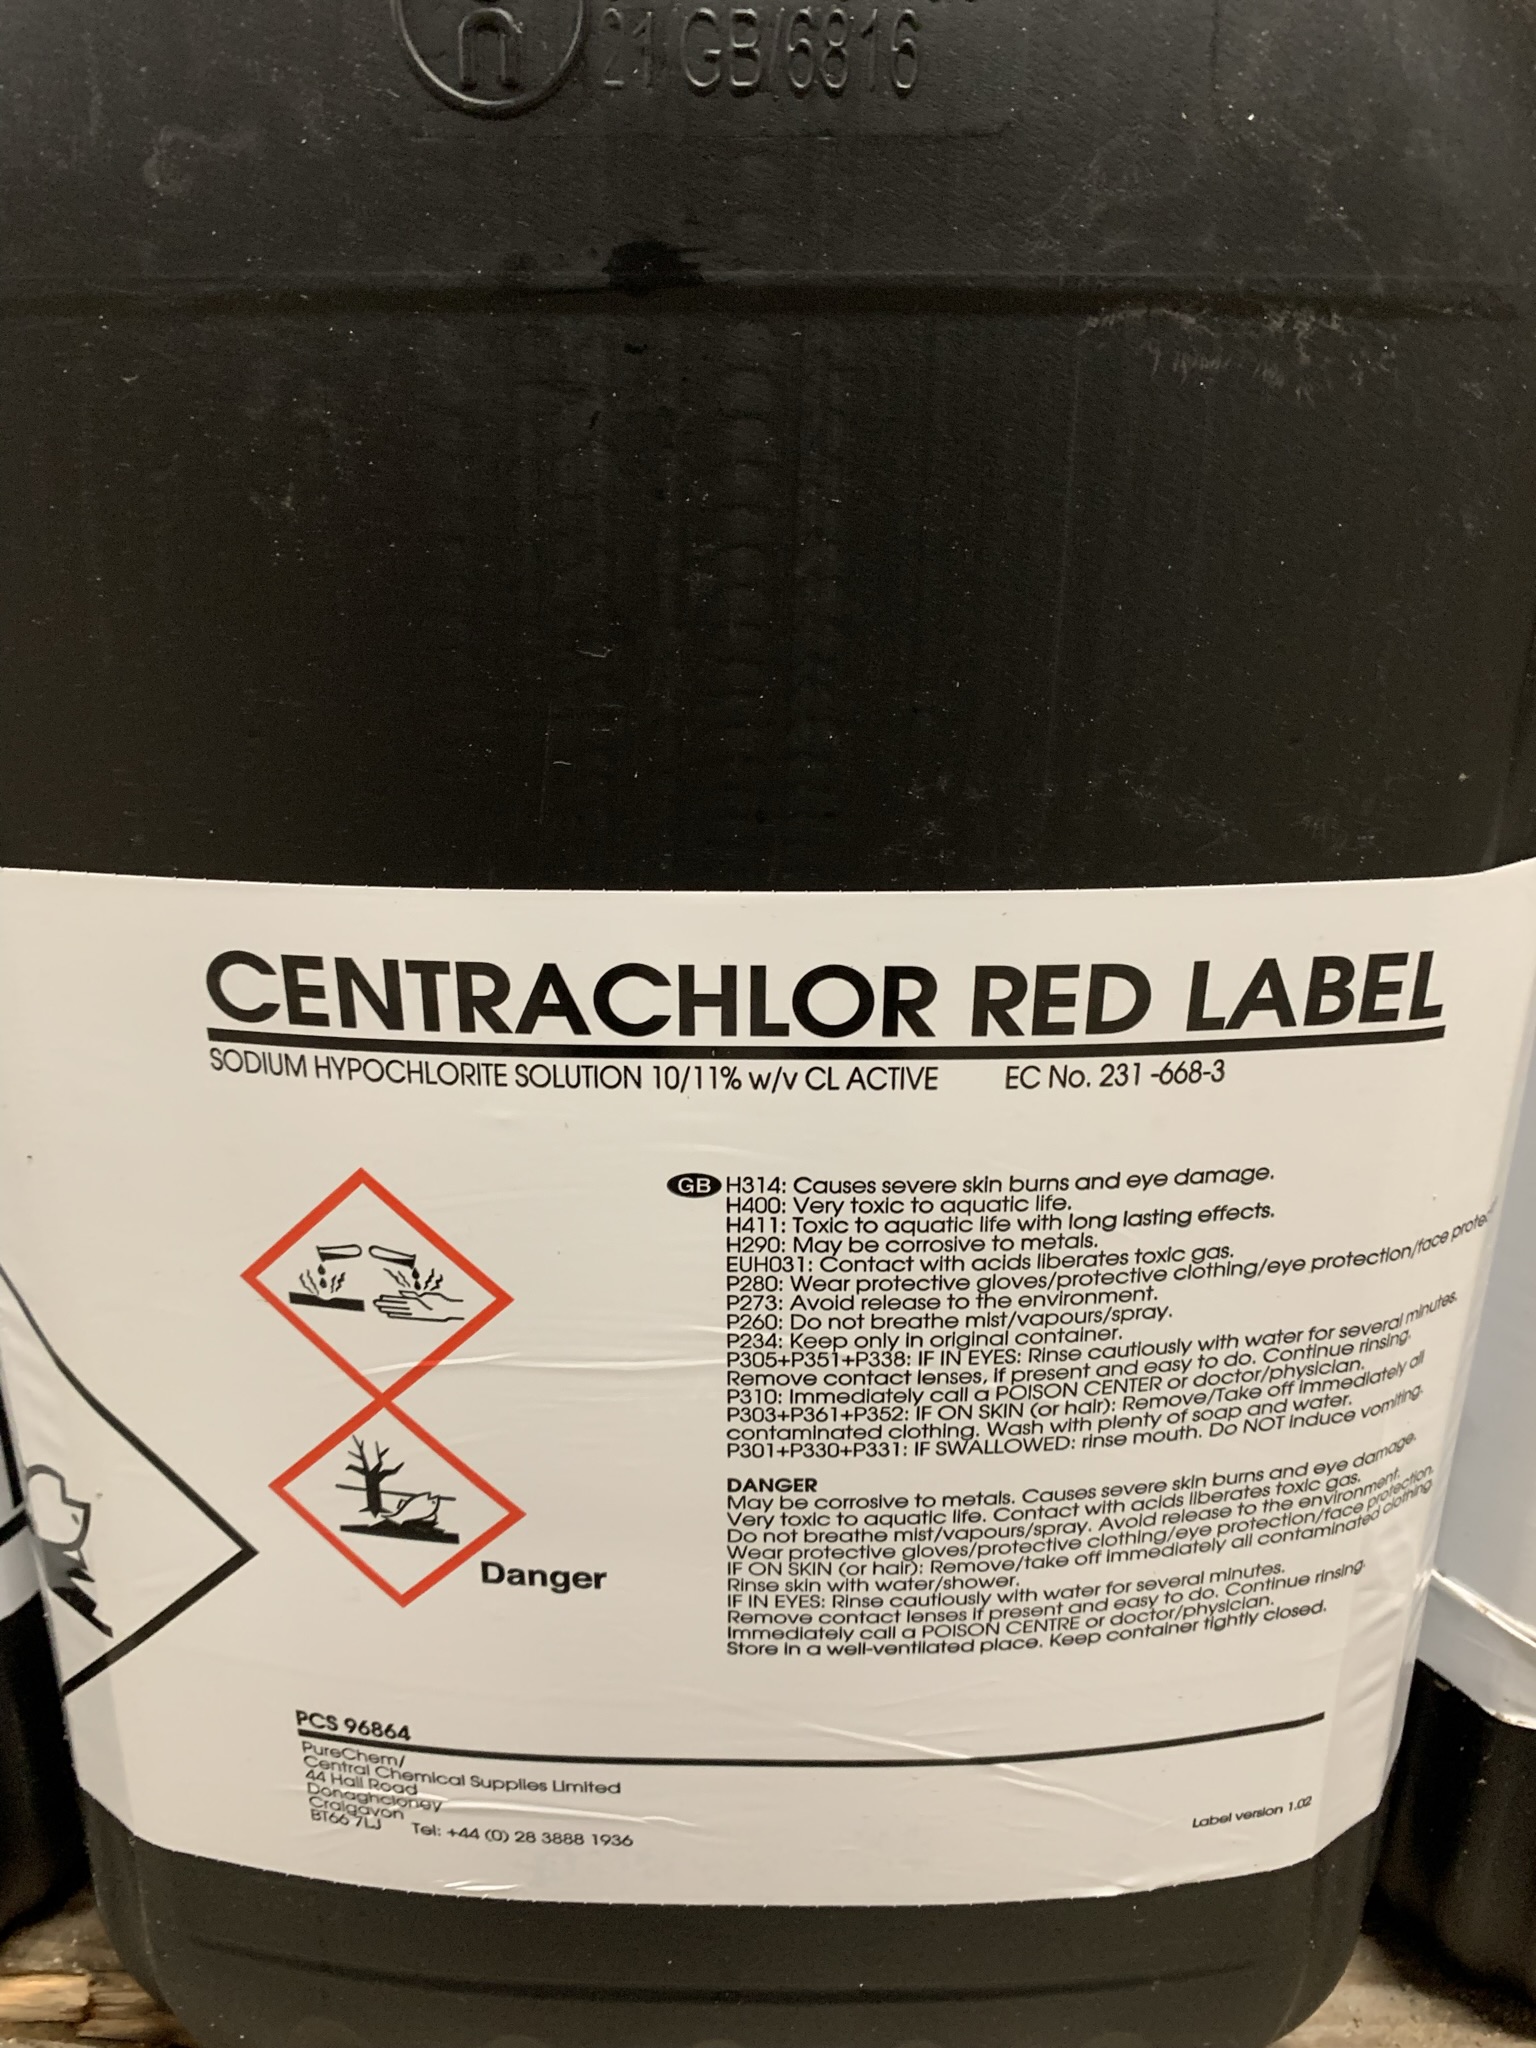 21/GB/6816
CENTRACHLOR RED LABEL
SODIUM HYPOCHLORITE SOLUTION 10/11% w/v CL ACTIVE EC No. 231 -668-3
GB H314: Causes severe skin burns and eye damage.
H400: Very toxic to aquatic life.
H411: Toxic to aquatic life with long lasting effects.
H290: May be corrosive to metals.
EUH031: Contact with acids liberates toxic gas.
P280: Wear protective gloves/protective clothing/eye protection/face
P273: Avoid release to the environment.
P260: Do not breathe mist/vapours/spray.
P234: Keep only in original container.
P305+P351+P338: IF IN EYES: Rinse cautiously with water for several minutes.
Remove contact lenses, if present and easy to do. Continue rinsing.
P310: Immediately call a POISON CENTER or doctor/physician.
P303+P361+P352: IF ON SKIN (or hair): Remove/Take off immediately all
contaminated clothing. Wash with plenty of soap and water.
P301+P330+P331: IF SWALLOWED: rinse mouth. Do NOT induce vomiting.
DANGER
May be corrosive to metals. Causes severe skin burns and eye damage.
Very toxic to aquatic life. Contact with acids liberates toxic gas.
Do not breathe mist/vapours/spray. Avoid release to the environment.
Wear protective gloves/protective clothing/eye protection/face protection.
IF ON SKIN (or hair): Remove/take off immediately all contaminated clothing
Rinse skin with water/shower.
IF IN EYES: Rinse cautiously with water for several minutes.
Remove contact lenses if present and easy to do. Continue rinsing.
Immediately call a POISON CENTRE or doctor/physician.
Store in a well-ventilated place. Keep container tightly closed.
Danger
PCS 96864
PureChem/
Central Chemical Supplies Limited
44 Hall Road
Donaghcloney
Craigavon
BT66 7LJ Tel: +44 (0) 28 3888 1936
Label version 1.02